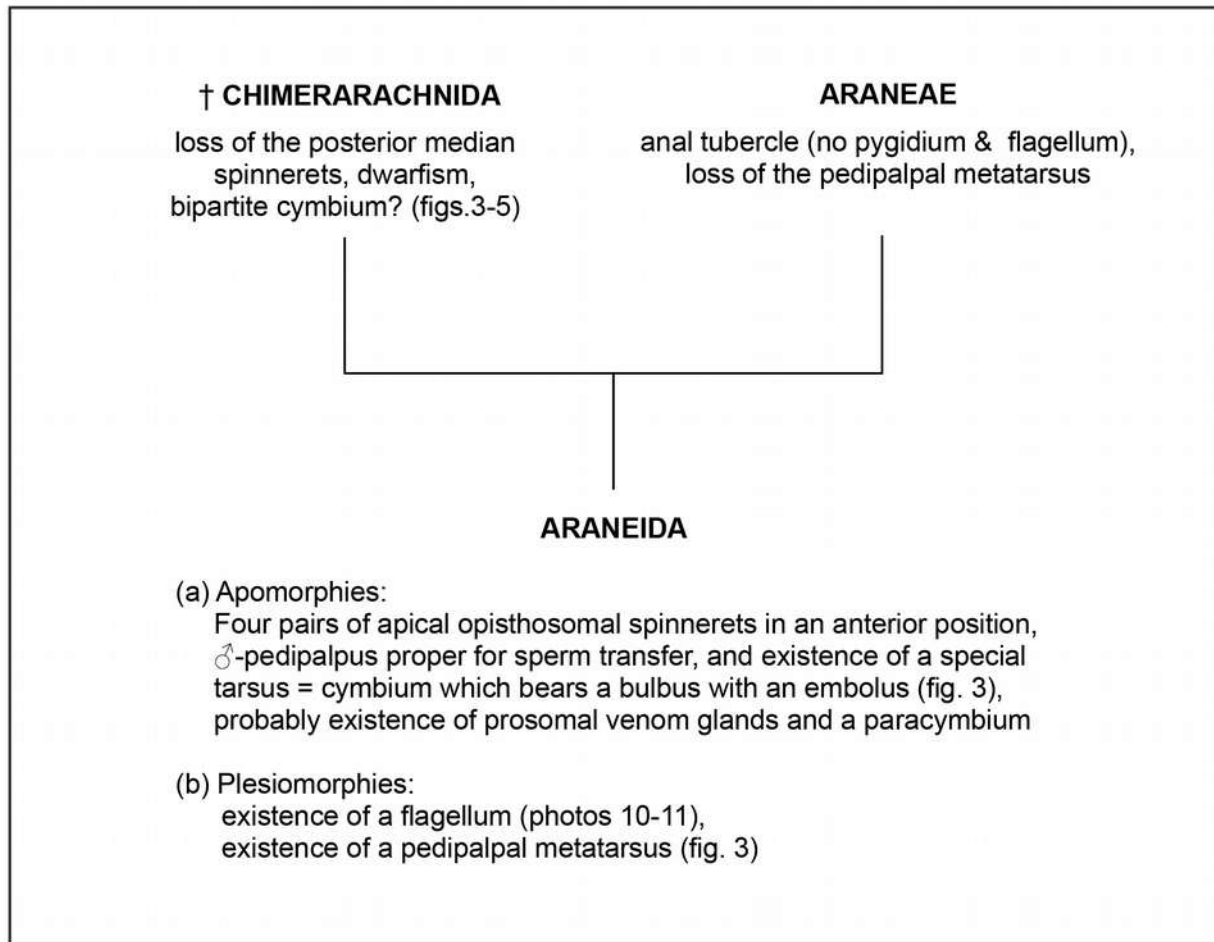 † CHIMERARACHNIDA
loss of the posterior median
spinnerets, dwarfism,
bipartite cymbium? (figs.3-5)
ARANEAE
anal tubercle (no pygidium & flagellum),
loss of the pedipalpal metatarsus
ARANEIDA
(a) Apomorphies:
Four pairs of apical opisthosomal spinnerets in an anterior position,
♂-pedipalpus proper for sperm transfer, and existence of a special
tarsus = cymbium which bears a bulbus with an embolus (fig. 3),
probably existence of prosomal venom glands and a paracymbium
(b) Plesiomorphies:
existence of a flagellum (photos 10-11),
existence of a pedipalpal metatarsus (fig. 3)